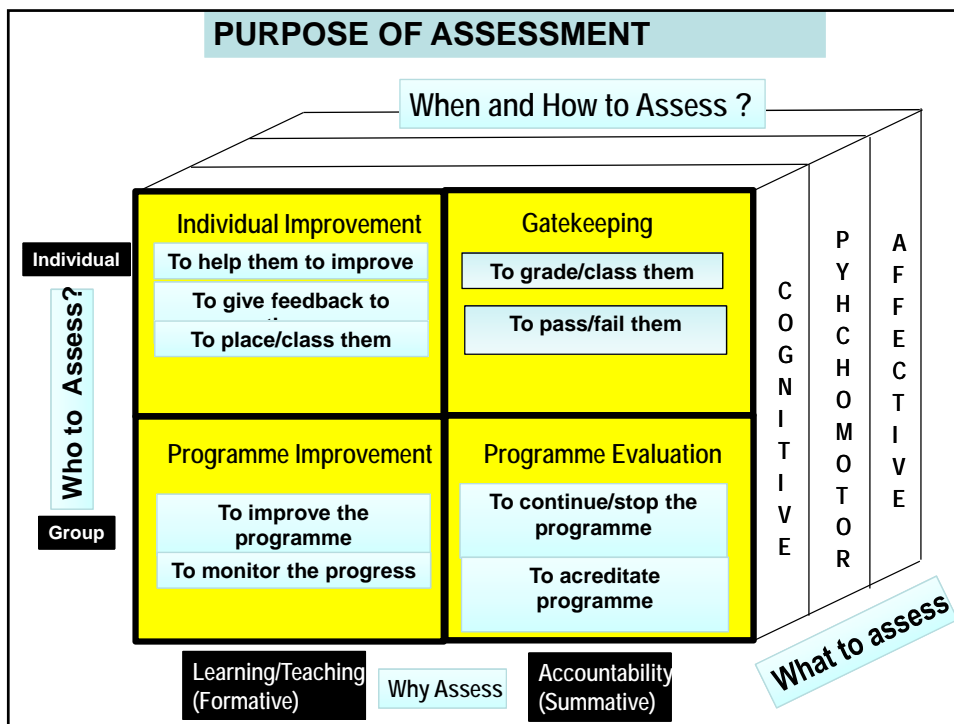 PURPOSE OF ASSESSMENT
When and How to Assess ?
Individual Improvement
To help them to improve
To give feedback to
To place/class them
Gatekeeping
To grade/class them
To pass/fail them
Individual
Who to Assess?
Group
Programme Improvement
To improve the
programme
To monitor the progress
Programme Evaluation
To continue/stop the
programme
To acreditate
programme
COGNITIVE
PYHCHOMOTOR
AFFECTIVE
What to assess
Learning/Teaching
(Formative)
Why Assess
Accountability
(Summative)